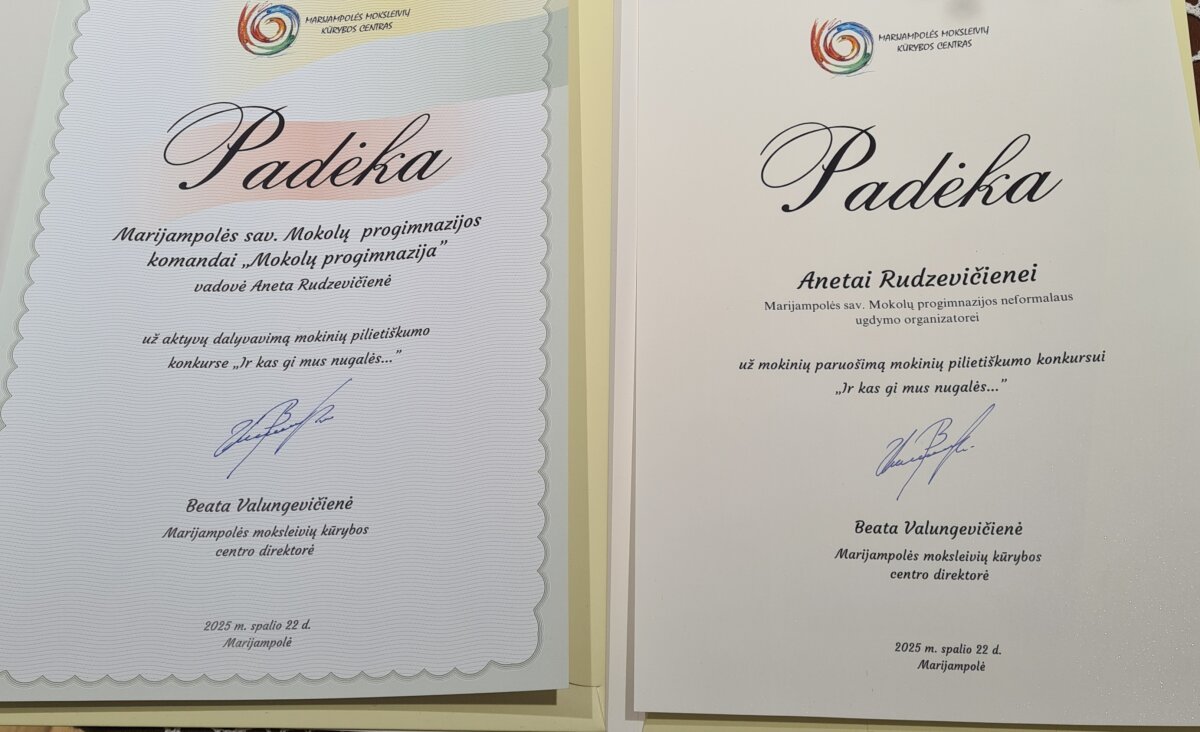 MARIJAMPOLĖS MOKSLEIVIŲ
KŪRYBOS CENTRAS
Padėka
Marijampolės sav. Mokolų progimnazijos
komandai „Mokolų progimnazija”
vadovė Aneta Rudzevičienė
už aktyvų dalyvavimą mokinių pilietiškumo
konkurse „Ir kas gi mus nugalės...”
Beata Valungevičienė
Marijampolės moksleivių kūrybos
centro direktorė
2025 m. spalio 22 d.
Marijampolė
MARIJAMPOLĖS MOKSLEIVIŲ
KŪRYBOS CENTRAS
Padėka
Anetai Rudzevičienei
Marijampolės sav. Mokolų progimnazijos neformalaus
ugdymo organizatorei
už mokinių paruošimą mokinių pilietiškumo konkursui
„Ir kas gi mus nugalės...”
Beata Valungevičienė
Marijampolės moksleivių kūrybos
centro direktorė
2025 m. spalio 22 d.
Marijampolė